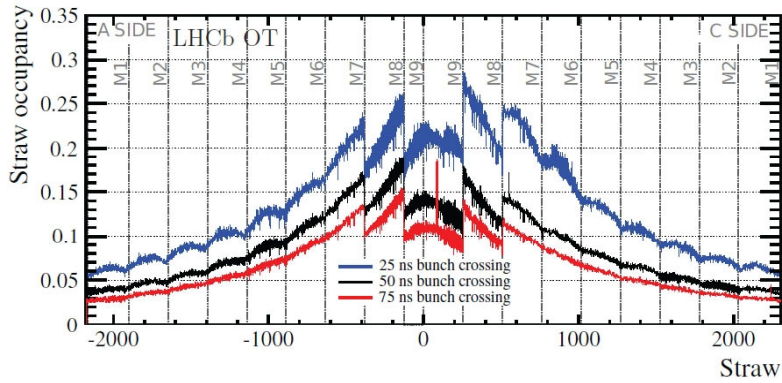 0.35
0.3
0.25
0.2
0.15
0.1
0.05
0
Straw occupancy
A SIDE
LHCb OT
C SIDE
M1
M2
M3
M4
M5
M6
M7
M8
M9
M9
M8
M7
M6
M5
M4
M3
M2
M1
25 ns bunch crossing
50 ns bunch crossing
75 ns bunch crossing
-2000
-1000
0
1000
2000
Straw